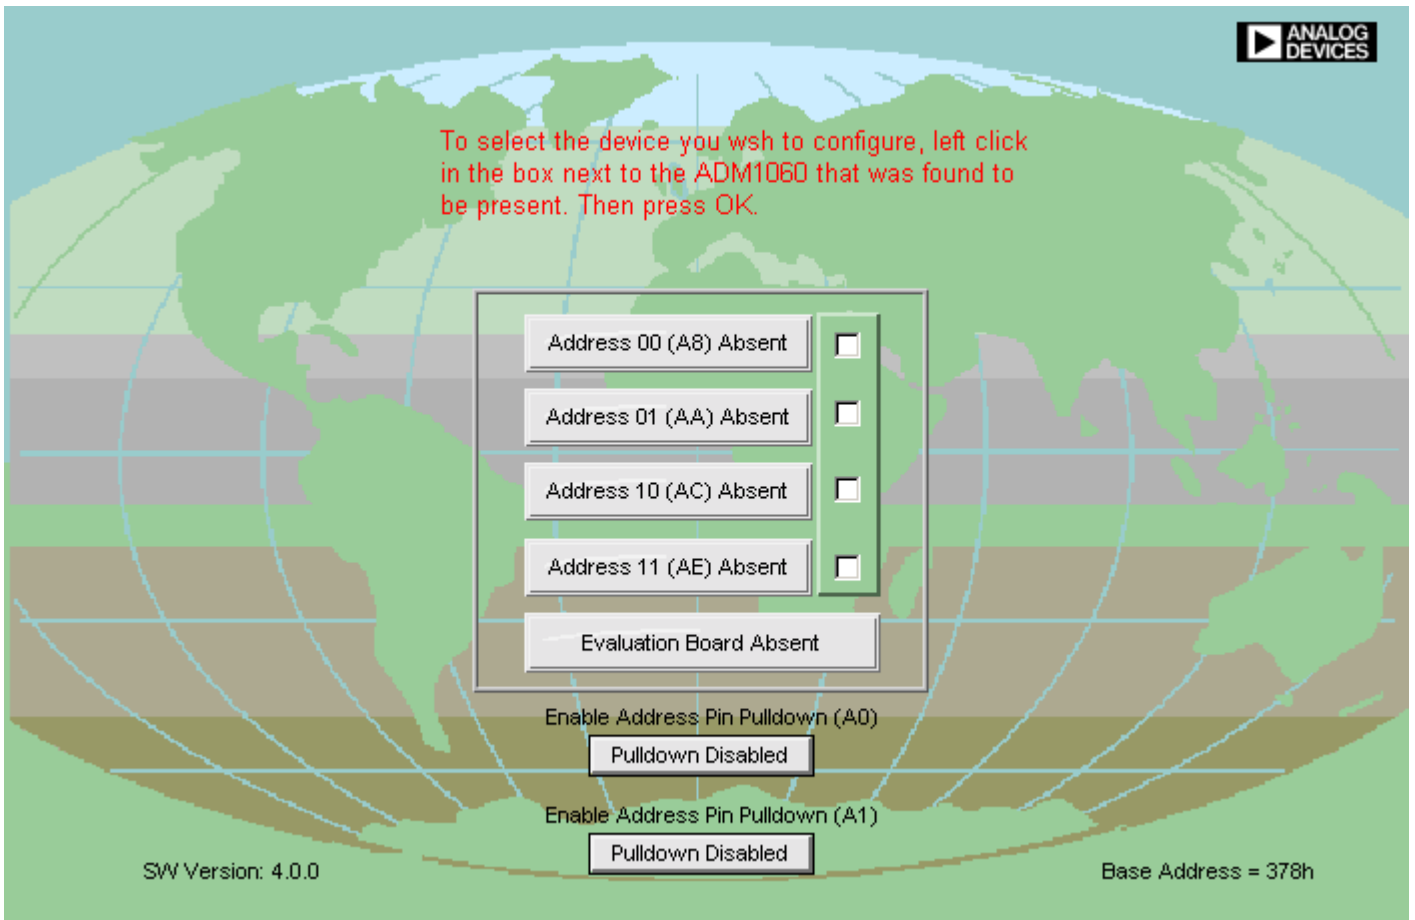 ANALOG
DEVICES
To select the device you wsh to configure, left click
in the box next to the ADM1060 that was found to
be present. Then press OK.
Address 00 (A8) Absent
Address 01 (AA) Absent
Address 10 (AC) Absent
Address 11 (AE) Absent
Evaluation Board Absent
Enable Address Pin Pulldown (A0)
Pulldown Disabled
Enable Address Pin Pulldown (A1)
Pulldown Disabled
SW Version: 4.0.0
Base Address = 378h